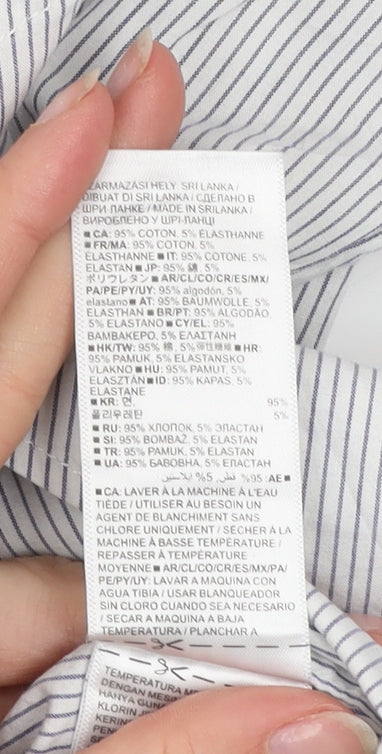 SZÁRMAZÁSI HELY: SRI LANKA /
DIBUAT DI SRI LANKA / СДЕЛАНО В
ШРИ-ЛАНКЕ / MADE IN SRILANKA /
ВИРОБЛЕНО У ШРІ-ЛАНЦІ
■ CA: 95% COTON, 5% ÉLASTHANNE
■ FR/MA: 95% COTON, 5%
ÉLASTHANNE ■ IT: 95% COTONE, 5%
ELASTAN ■ JP: 95% 綿, 5%
ポリウレタン ■ AR/CL/CO/CR/ES/MX/
PA/PE/PY/UY: 95% algodón, 5%
elastano ■ AT: 95% BAUMWOLLE, 5%
ELASTHAN ■ BR/PT: 95% ALGODÃO,
5% ELASTANO ■ CY/EL: 95%
ΒΑΜΒΑΚΕΡΟ, 5% ΕΛΑΣΤΑΝΗ
■ HK/TW: 95% 棉, 5% 彈性纖維 ■ HR:
95% PAMUK, 5% ELASTANSKO
VLAKNO ■ HU: 95% PAMUT, 5%
ELASZTÁN ■ ID: 95% KAPAS, 5%
ELASTANE
■ KR: 면, 95%
폴리우레탄 5%
■ RU: 95% ХЛОПОК, 5% ЭЛАСТАН
■ SI: 95% BOMBAŽ, 5% ELASTAN
■ TR: 95% PAMUK, 5% ELASTAN
■ UA: 95% БАВОВНА, 5% ЕЛАСТАН
■ AE: 95% قطن, 5% ايلاستين
■ CA: LAVER À LA MACHINE À L'EAU
TIÈDE / UTILISER AU BESOIN UN
AGENT DE BLANCHIMENT SANS
CHLORE UNIQUEMENT / SÉCHER À LA
MACHINE À BASSE TEMPÉRATURE /
REPASSER À TEMPÉRATURE
MOYENNE ■ AR/CL/CO/CR/ES/MX/PA/
PE/PY/UY: LAVAR A MAQUINA CON
AGUA TIBIA / USAR BLANQUEADOR
SIN CLORO CUANDO SEA NECESARIO
/ SECAR A MAQUINA A BAJA
TEMPERATURA / PLANCHAR A
TEMPERATURA
DENGAN
HANYA
KLORIN